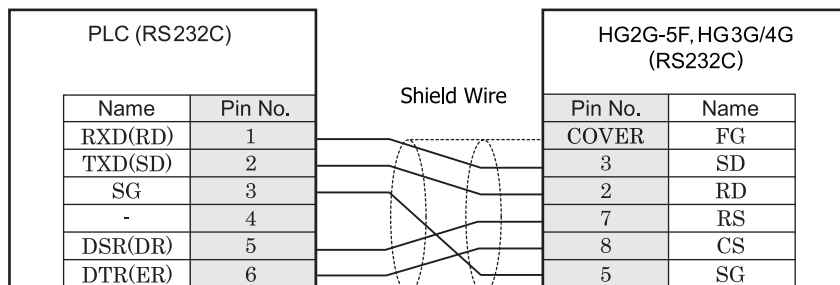 PLC (RS232C)
HG2G-5F, HG3G/4G
(RS232C)
Shield Wire
Name Pin No. Pin No. Name
RXD(RD) 1 COVER FG
TXD(SD) 2 3 SD
SG 3 2 RD
- 4 7 RS
DSR(DR) 5 8 CS
DTR(ER) 6 5 SG